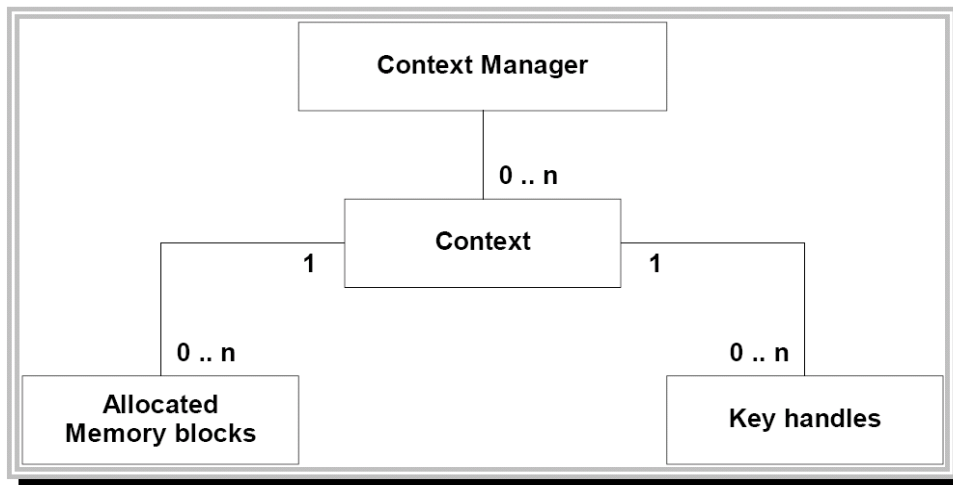 Context Manager
0 .. n
Context
1
1
0 .. n
0 .. n
Allocated
Memory blocks
Key handles